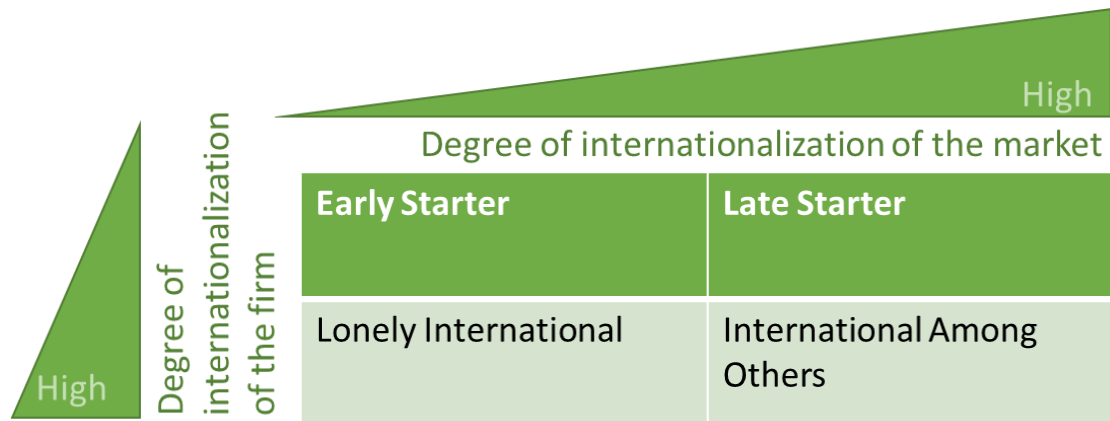 High
Degree of internationalization of the market
High
Degree of
internationalization
of the firm
Early Starter
Late Starter
Lonely International
International Among
Others